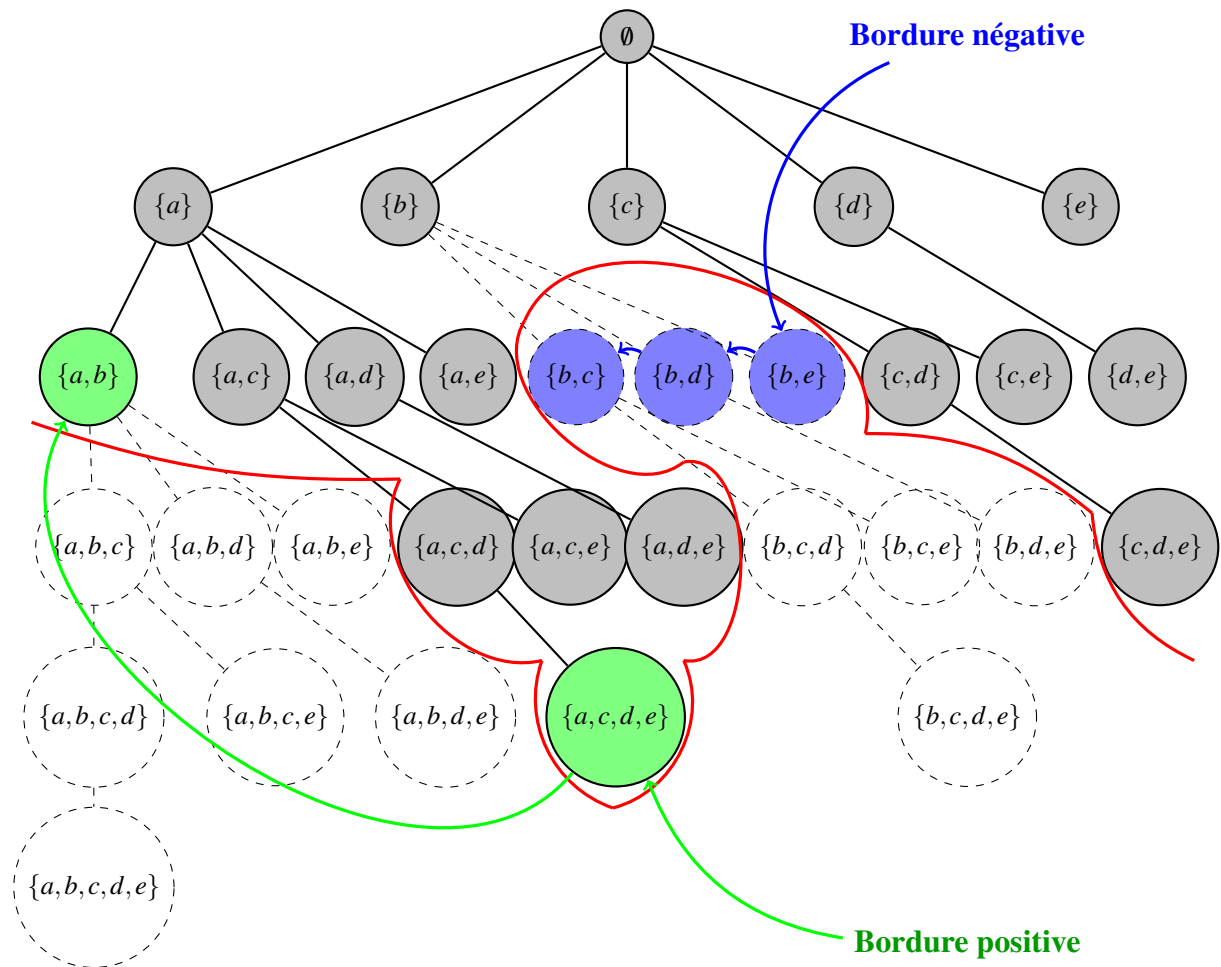 ∅
Bordure négative
{a}
{b}
{c}
{d}
{e}
{a,b}
{a,c}
{a,d}
{a,e}
{b,c}
{b,d}
{b,e}
{c,d}
{c,e}
{d,e}
{a,b,c}
{a,b,d}
{a,b,e}
{a,c,d}
{a,c,e}
{a,d,e}
{b,c,d}
{b,c,e}
{b,d,e}
{c,d,e}
{a,b,c,d}
{a,b,c,e}
{a,b,d,e}
{a,c,d,e}
{b,c,d,e}
{a,b,c,d,e}
Bordure positive